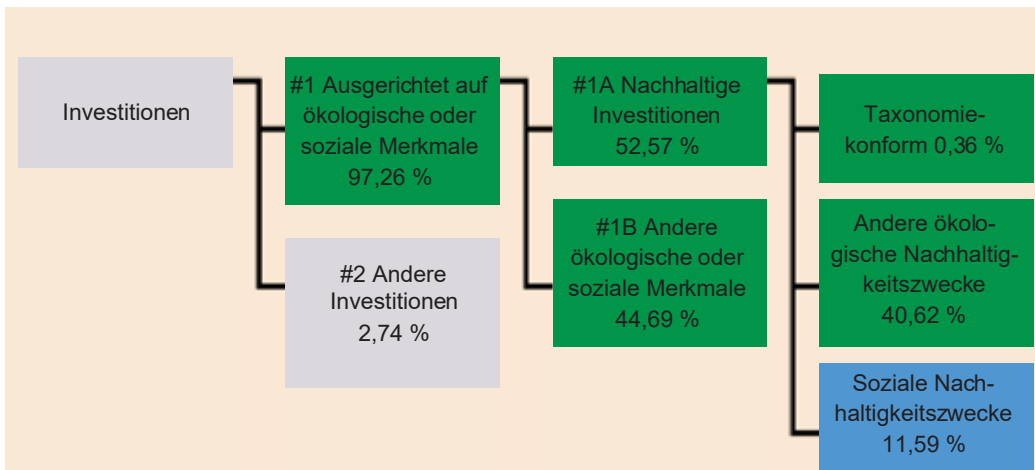 Investitionen
#1 Ausgerichtet auf
ökologische oder
soziale Merkmale
97,26 %
#2 Andere
Investitionen
2,74 %
#1A Nachhaltige
Investitionen
52,57 %
#1B Andere
ökologische oder
soziale Merkmale
44,69 %
Taxonomie-
konform 0,36 %
Andere ökolo-
gische Nachhaltig-
keitszwecke
40,62 %
Soziale Nach-
haltigkeitszwecke
11,59 %